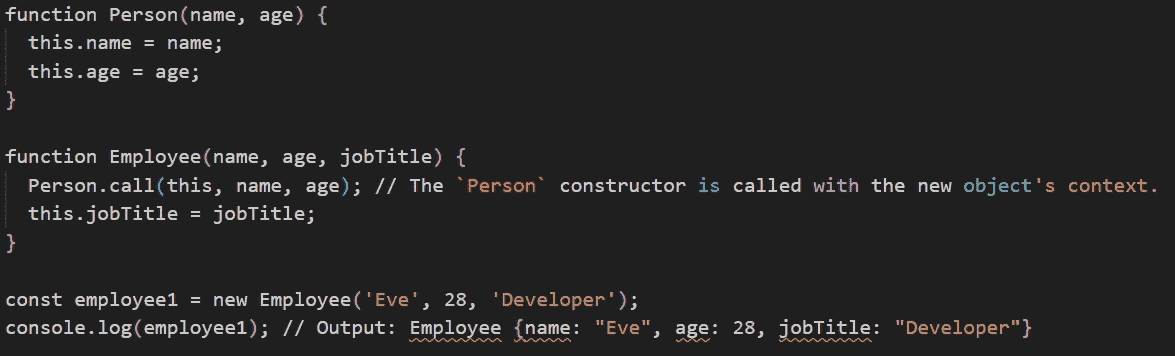 function Person(name, age) {
this.name = name;
this.age = age;
}
function Employee(name, age, jobTitle) {
Person.call(this, name, age); // The `Person` constructor is called with the new object's context.
this.jobTitle = jobTitle;
}
const employee1 = new Employee('Eve', 28, 'Developer');
console.log(employee1); // Output: Employee {name: "Eve", age: 28, jobTitle: "Developer"}